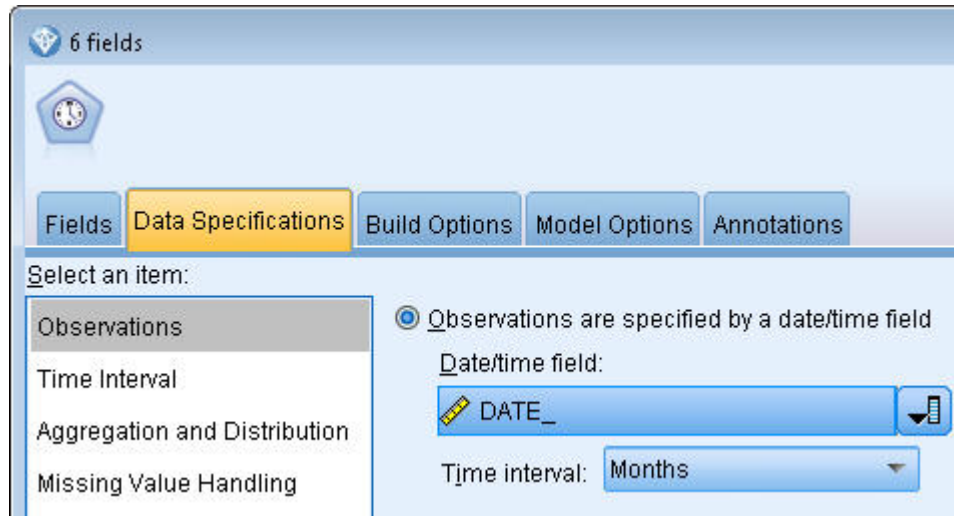 6 fields
Fields
Data Specifications
Build Options
Model Options
Annotations
Select an item:
Observations
Time Interval
Aggregation and Distribution
Missing Value Handling
Observations are specified by a date/time field
Date/time field:
DATE_
Time interval: Months